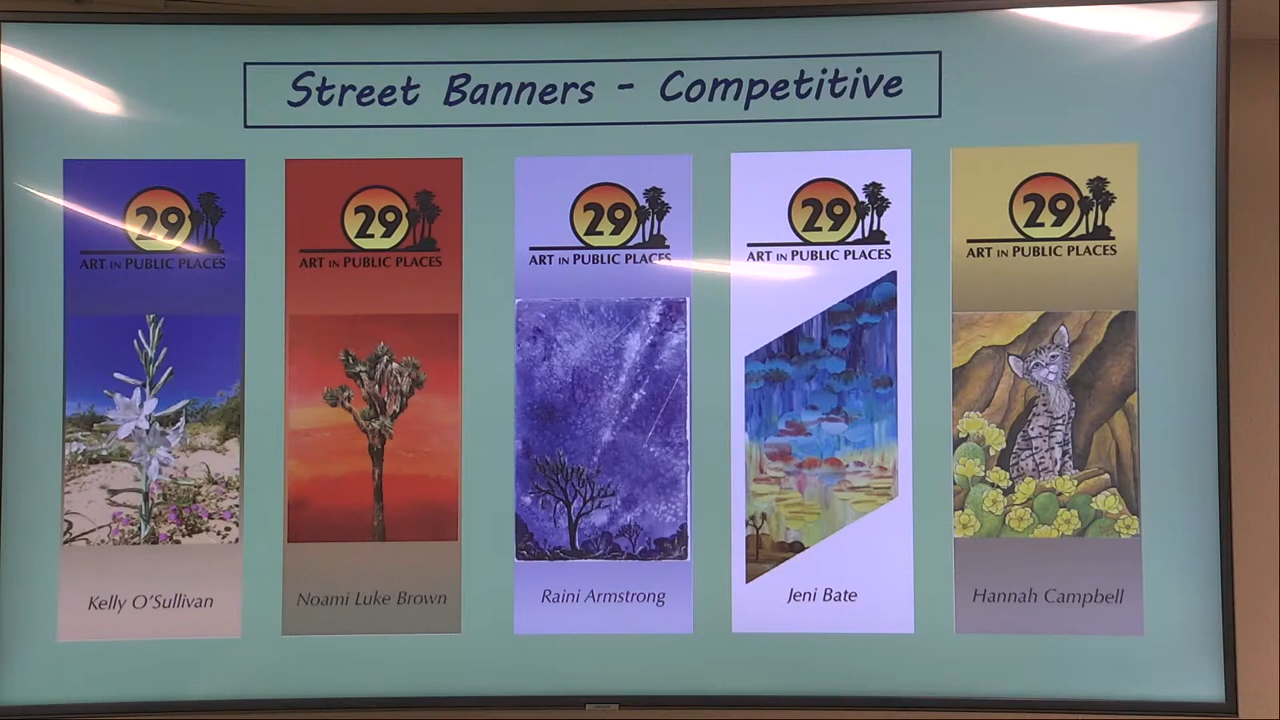 Street Banners - Competitive
29
ART IN PUBLIC PLACES
Kelly O'Sullivan
29
ART IN PUBLIC PLACES
Noami Luke Brown
29
ART IN PUBLIC PLACES
Raini Armstrong
29
ART IN PUBLIC PLACES
Jeni Bate
29
ART IN PUBLIC PLACES
Hannah Campbell